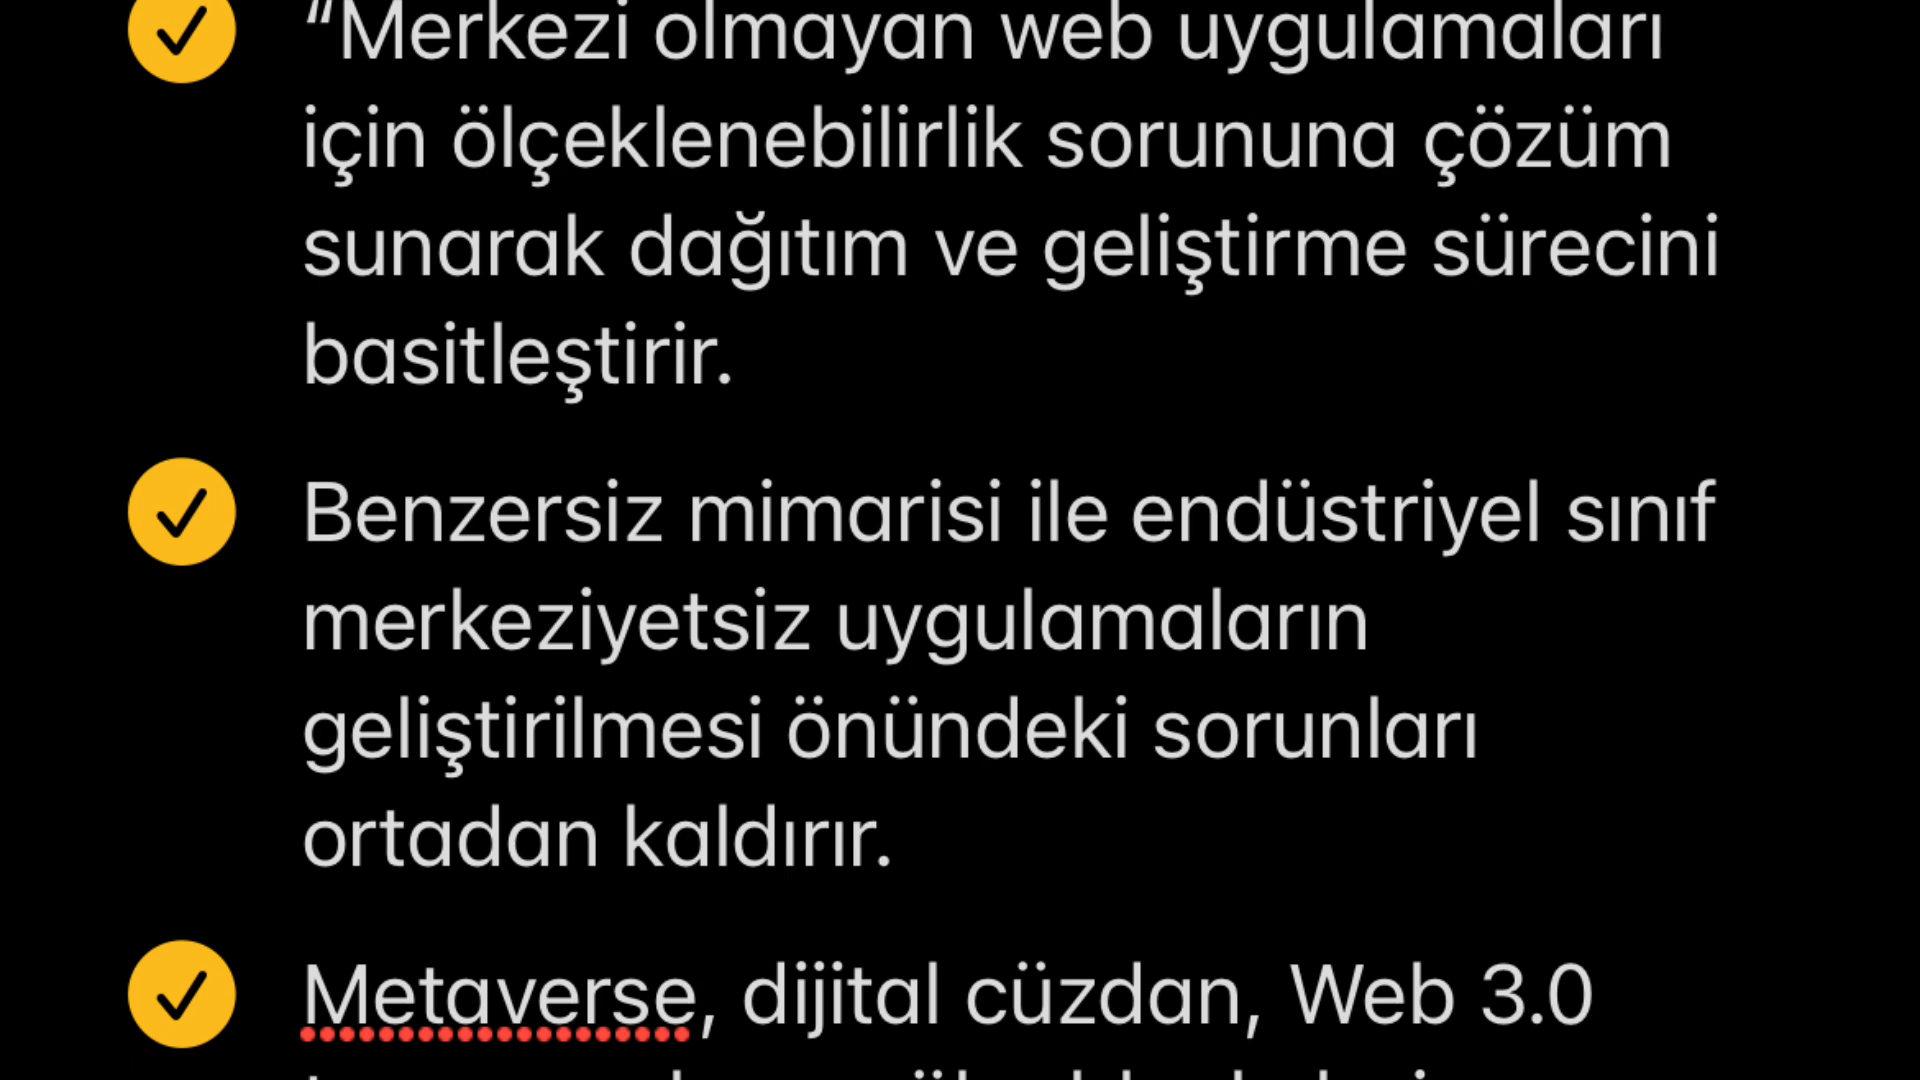 “Merkezi olmayan web uygulamaları
için ölçeklenebilirlik sorununa çözüm
sunarak dağıtım ve geliştirme sürecini
basitleştirir.
Benzersiz mimarisi ile endüstriyel sınıf
merkeziyetsiz uygulamaların
geliştirilmesi önündeki sorunları
ortadan kaldırır.
Metaverse, dijital cüzdan, Web 3.0